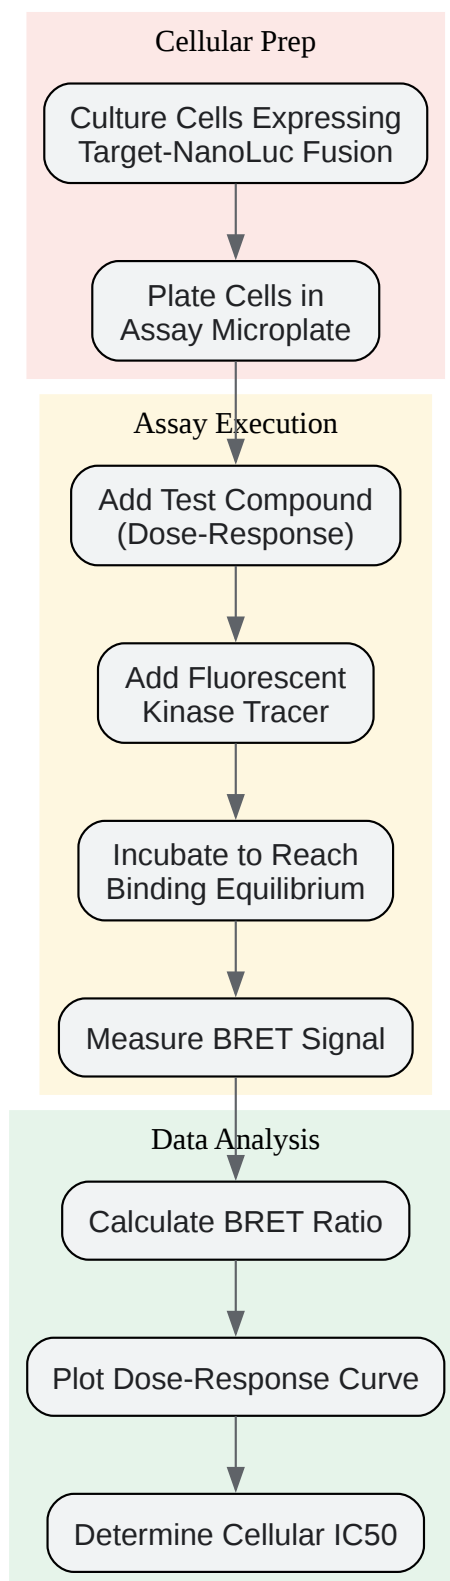 Cellular Prep
Culture Cells Expressing
Target-NanoLuc Fusion
Plate Cells in
Assay Microplate
Assay Execution
Add Test Compound
(Dose-Response)
Add Fluorescent
Kinase Tracer
Incubate to Reach
Binding Equilibrium
Measure BRET Signal
Data Analysis
Calculate BRET Ratio
Plot Dose-Response Curve
Determine Cellular IC50